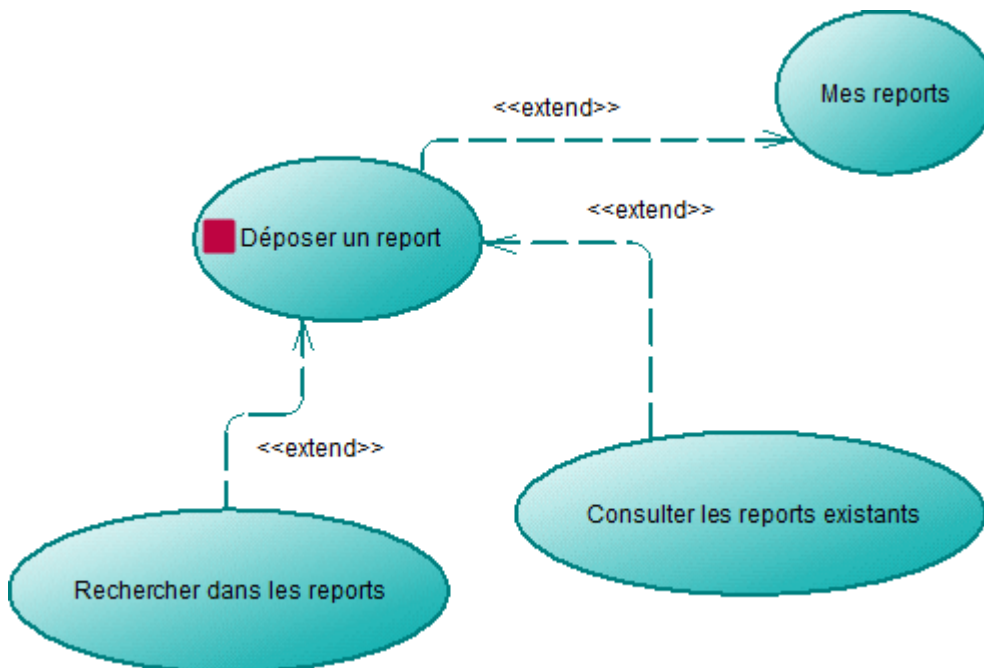 Mes reports
<<extend>>
<<extend>>
Déposer un report
<<extend>>
Consulter les reports existants
Rechercher dans les reports